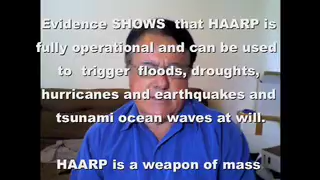 Evidence SHOWS that HAARP is
fully operational and can be used
to trigger floods, droughts,
hurricanes and earthquakes and
tsunami ocean waves at will.
HAARP is a weapon of mass